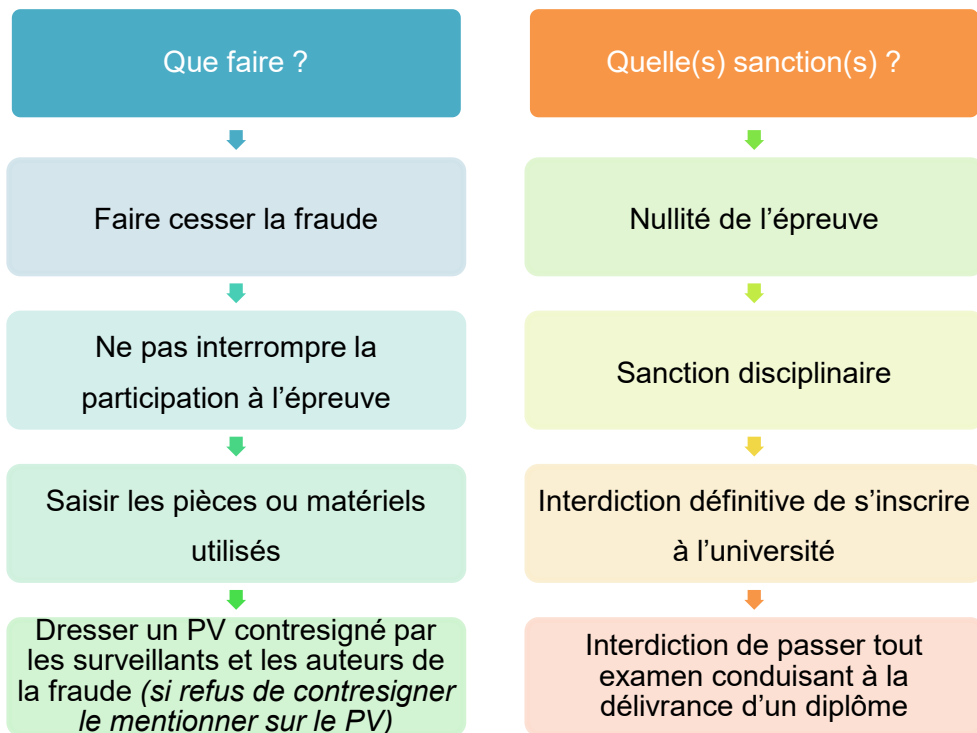 Que faire ?
Faire cesser la fraude
Ne pas interrompre la
participation à l’épreuve
Saisir les pièces ou matériels
utilisés
Dresser un PV contresigné par
les surveillants et les auteurs de
la fraude (si refus de contresigner
le mentionner sur le PV)
Quelle(s) sanction(s) ?
Nullité de l’épreuve
Sanction disciplinaire
Interdiction définitive de s’inscrire
à l’université
Interdiction de passer tout
examen conduisant à la
délivrance d’un diplôme